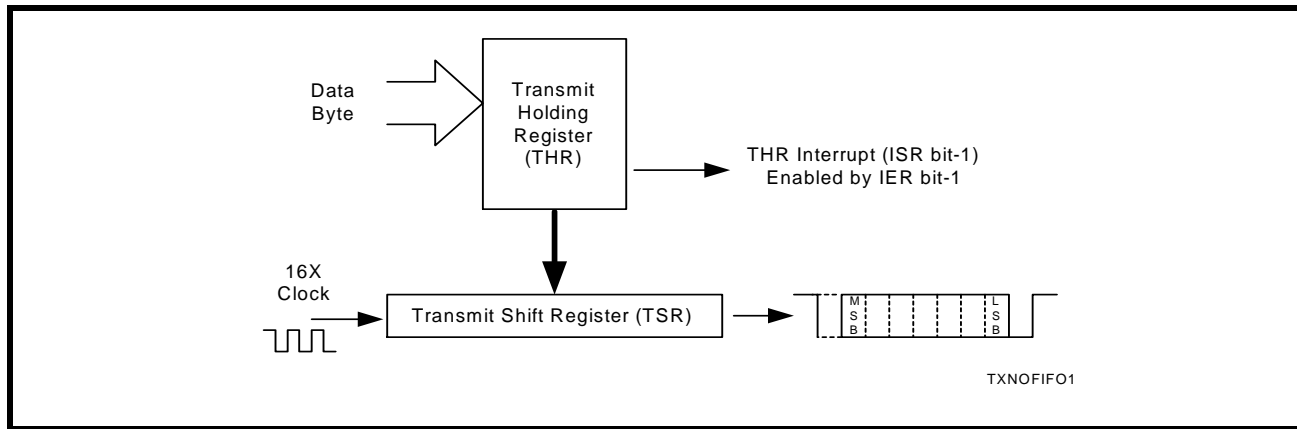 Data
Byte
Transmit
Holding
Register
(THR)
THR Interrupt (ISR bit-1)
Enabled by IER bit-1
16X
Clock
Transmit Shift Register (TSR)
M
S
B
L
S
B
TXNOFIFO1